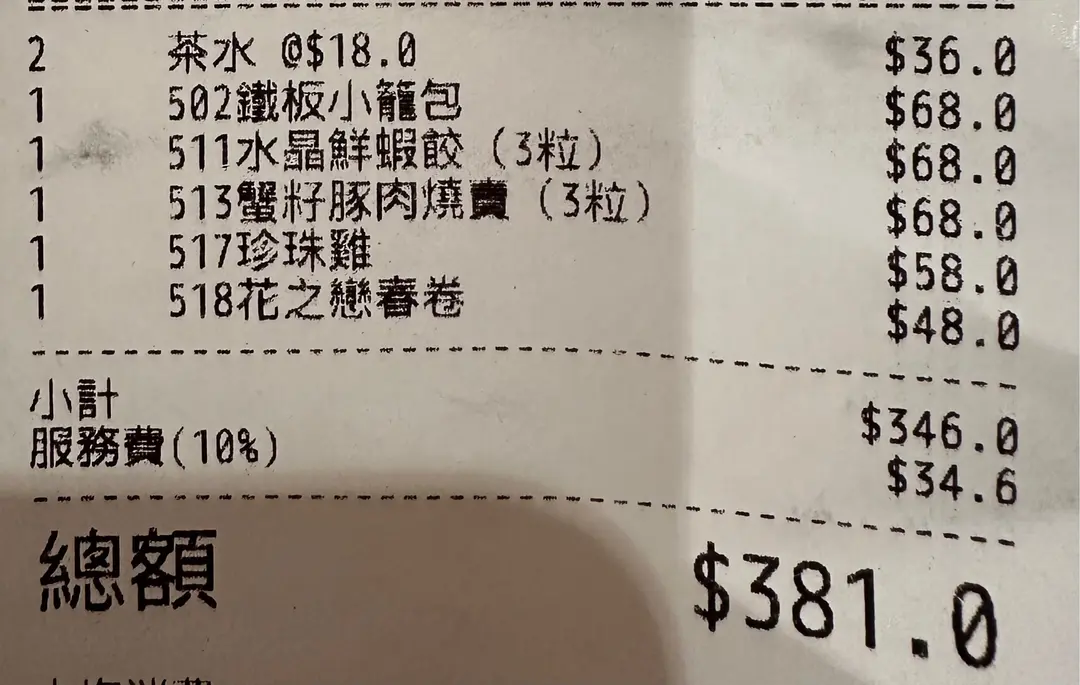 2 茶水 @$18.0 $36.0
1 502鐵板小籠包 $68.0
1 511水晶鮮蝦餃（3粒） $68.0
1 513蟹籽豚肉燒賣（3粒） $68.0
1 517珍珠雞 $58.0
1 518花之戀春卷 $48.0
小計 $346.0
服務費(10%) $34.6
總額 $381.0